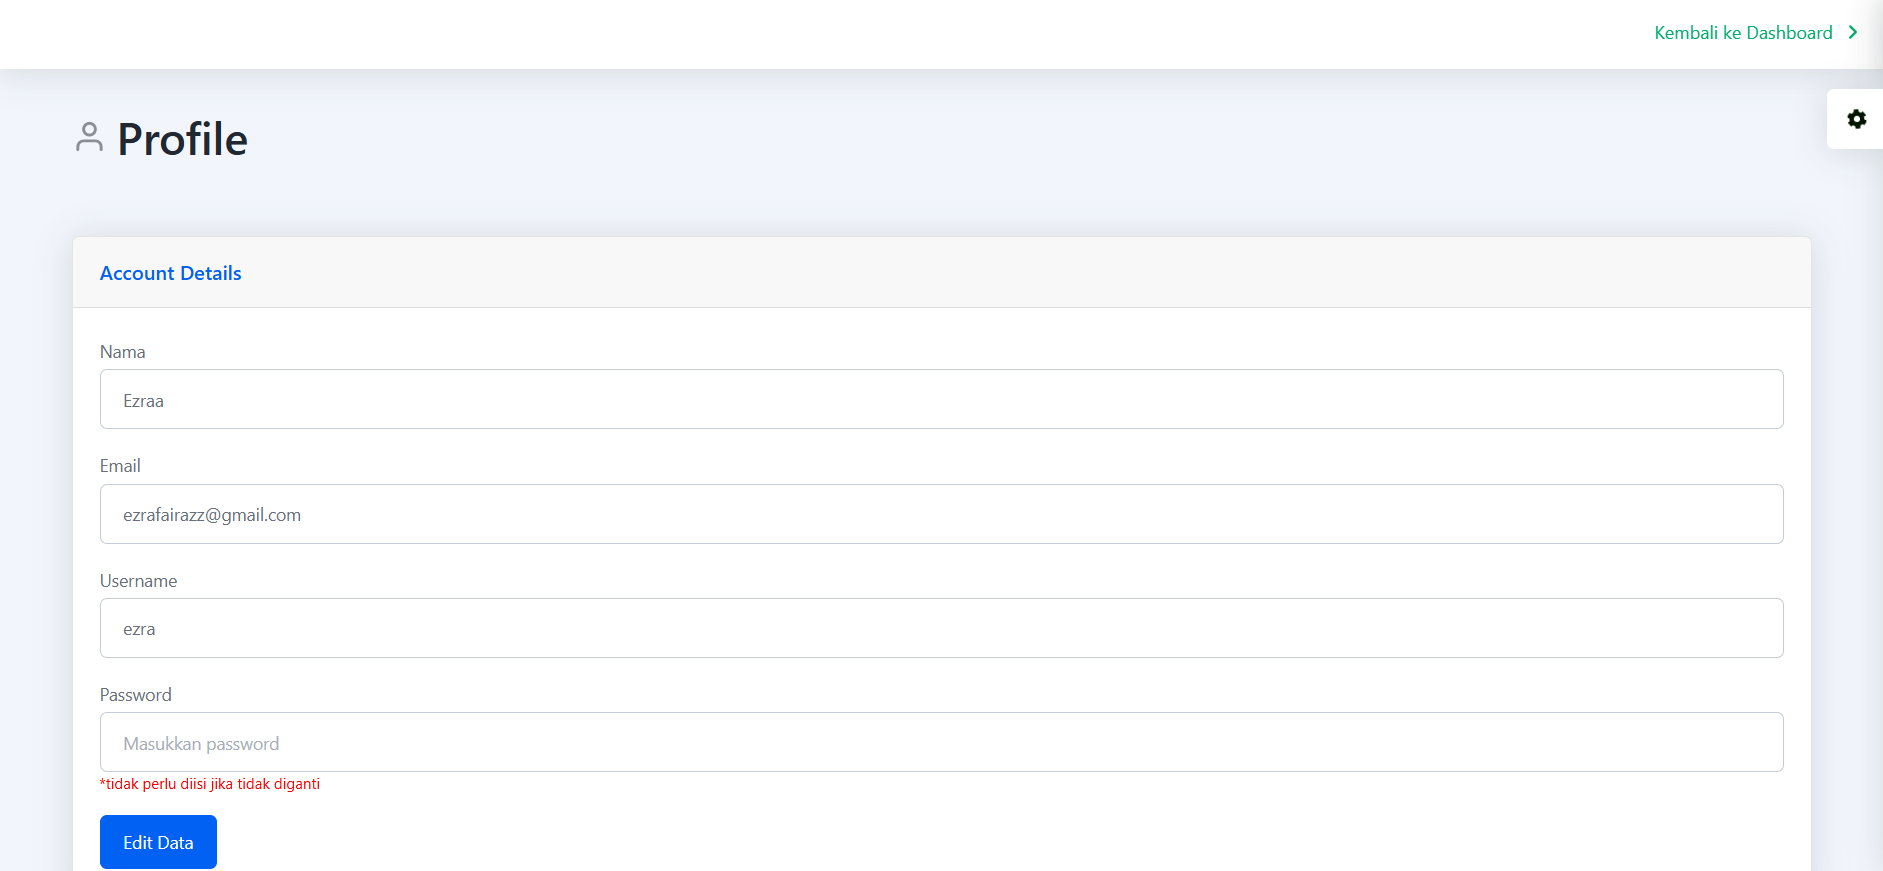 Kembali ke Dashboard
Profile
Account Details
Nama
Ezraa
Email
ezrafairazz@gmail.com
Username
ezra
Password
Masukkan password
*tidak perlu diisi jika tidak diganti
Edit Data